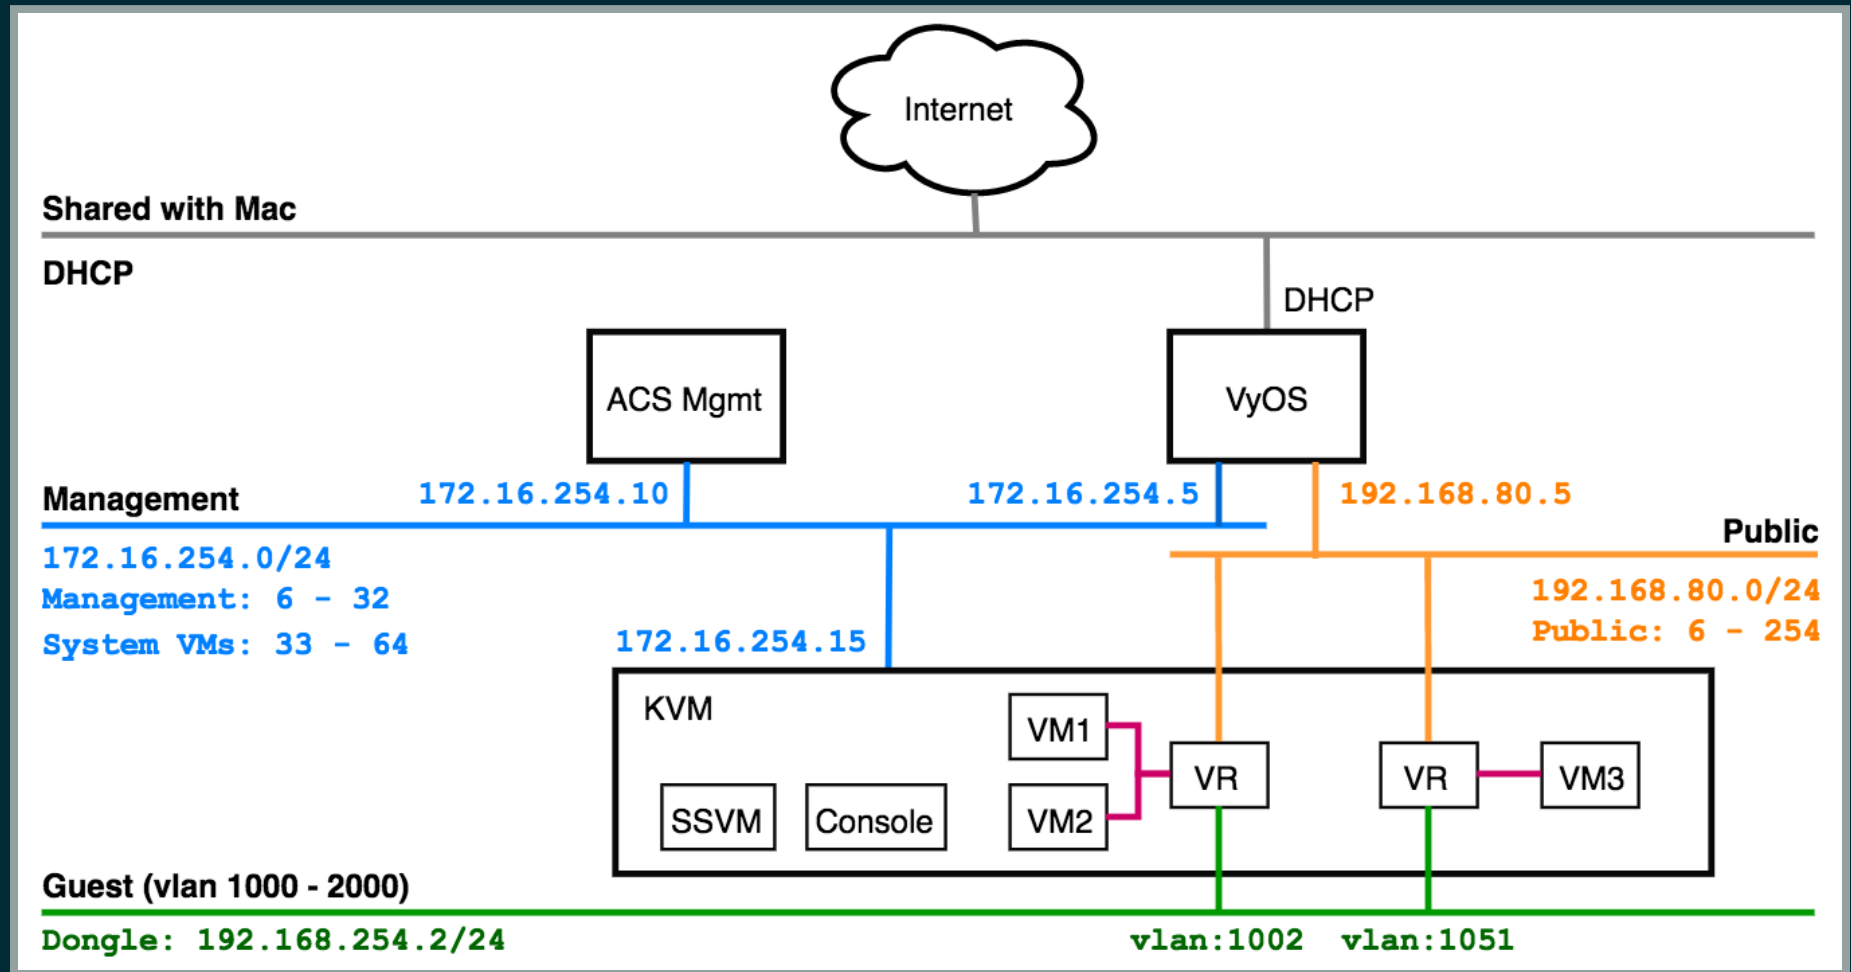 Internet
Shared with Mac
DHCP
DHCP
ACS Mgmt
VyOS
Management
172.16.254.10
172.16.254.5
192.168.80.5
Public
172.16.254.0/24
Management: 6 - 32
System VMs: 33 - 64
192.168.80.0/24
Public: 6 - 254
172.16.254.15
KVM
VM1
VR
VR
VM3
SSVM
Console
VM2
Guest (vlan 1000 - 2000)
Dongle: 192.168.254.2/24
vlan:1002
vlan:1051